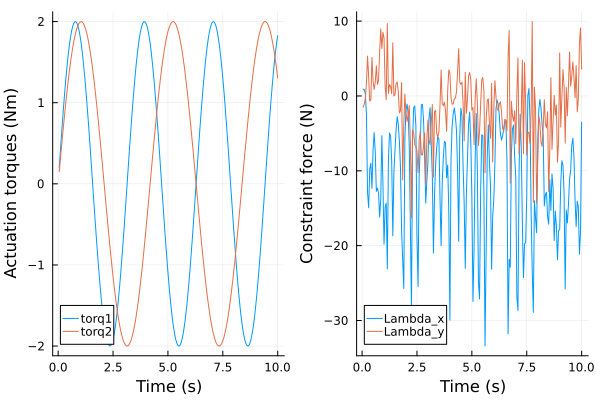 Actuation torques (Nm)
2
1
0
−1
−2
torq1
torq2
0.0 2.5 5.0 7.5 10.0
Time (s)
Constraint force (N)
10
0
−10
−20
−30
Lambda_x
Lambda_y
0.0 2.5 5.0 7.5 10.0
Time (s)